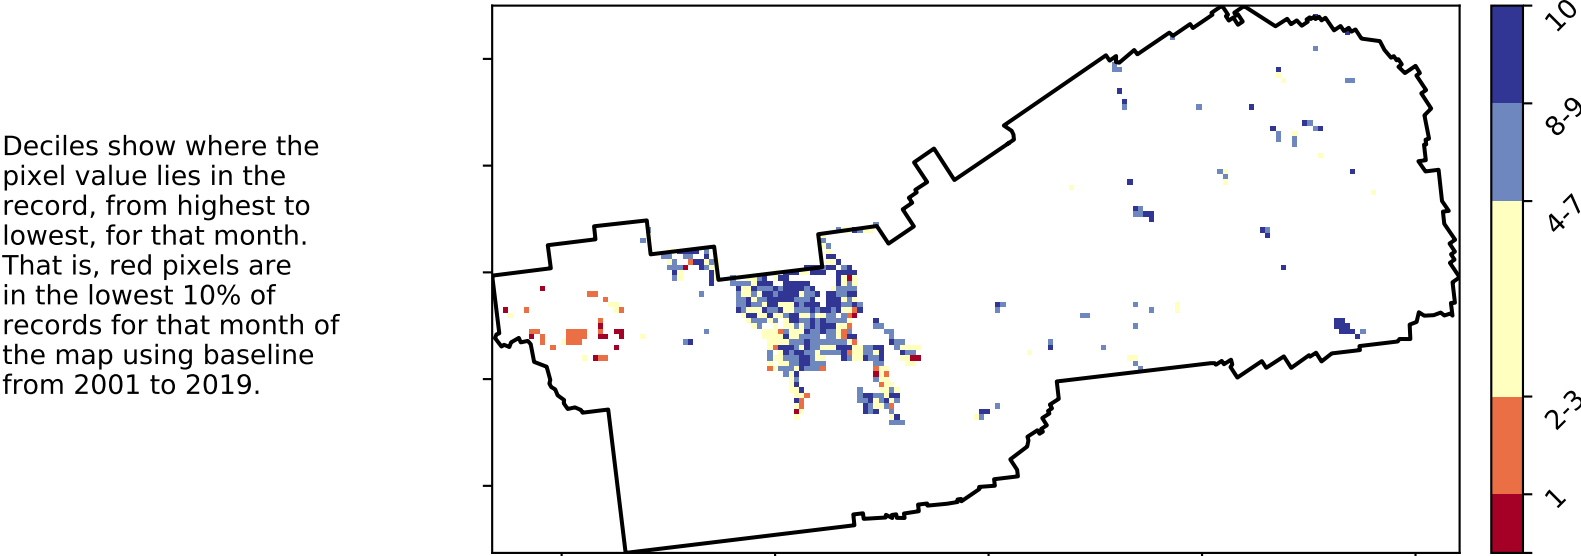 Deciles show where the
pixel value lies in the
record, from highest to
lowest, for that month.
That is, red pixels are
in the lowest 10% of
records for that month of
the map using baseline
from 2001 to 2019.
10
8-9
4-7
2-3
1